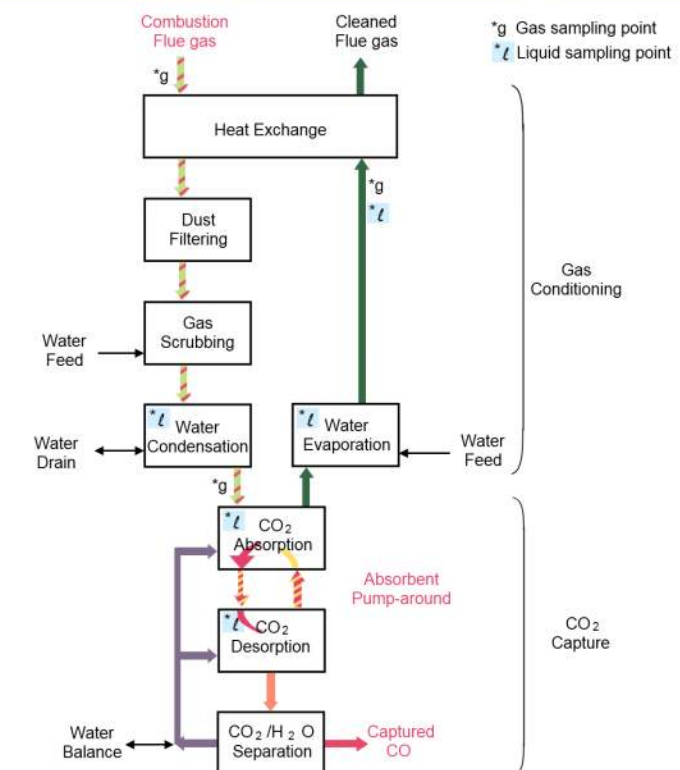 Combustion
Flue gas
Cleaned
Flue gas
*g Gas sampling point
*ℓ Liquid sampling point
*g
Heat Exchange
*g
*ℓ
Dust
Filtering
Gas
Conditioning
Gas
Scrubbing
Water
Feed
*ℓ Water
Condensation
*ℓ Water
Evaporation
Water
Drain
Water
Feed
*g
*ℓ CO2
Absorption
Absorbent
Pump-around
*ℓ CO2
Desorption
CO2
Capture
CO2/H2O
Separation
Captured
CO
Water
Balance